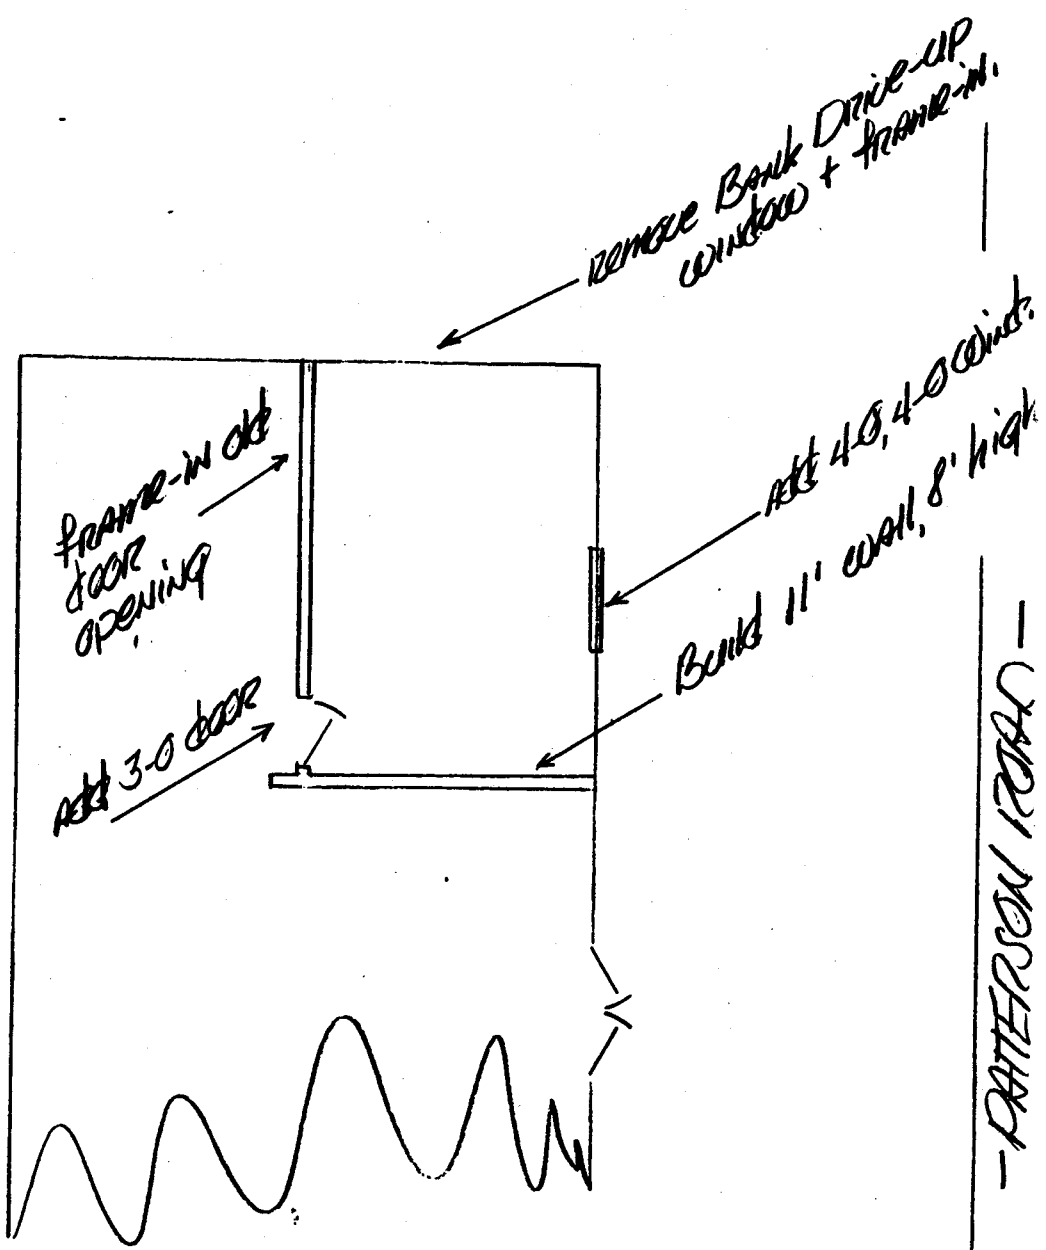 Remove Bank Drive-up
window + frame-in.
Add 4-0, 4-0 wind.
Build 11' wall, 8' high
frame-in old
door
opening
Add 3-0 door
- PATTERSON ROAD -